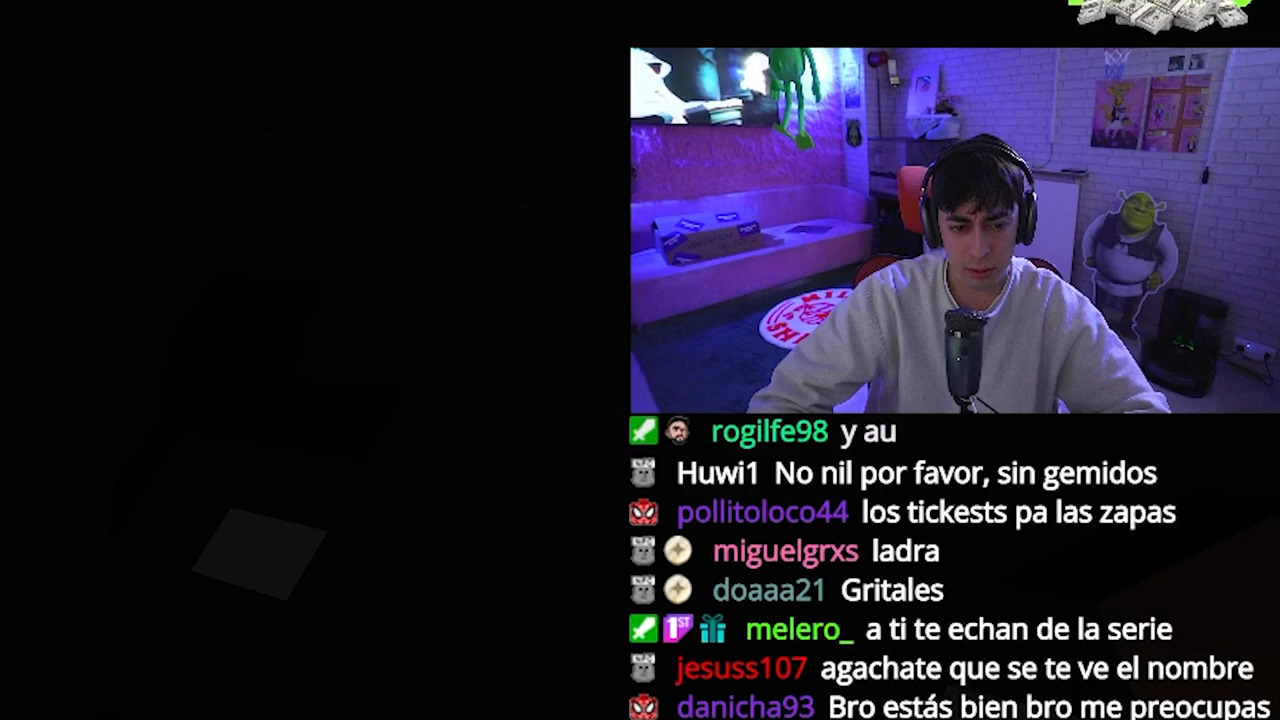 rogilfe98 y au
Huwi1 No nil por favor, sin gemidos
pollitoloco44 los tickests pa las zapas
miguelgrxs ladra
doaaa21 Gritales
1ST melero_ a ti te echan de la serie
jesuss107 agachate que se te ve el nombre
danicha93 Bro estás bien bro me preocupas